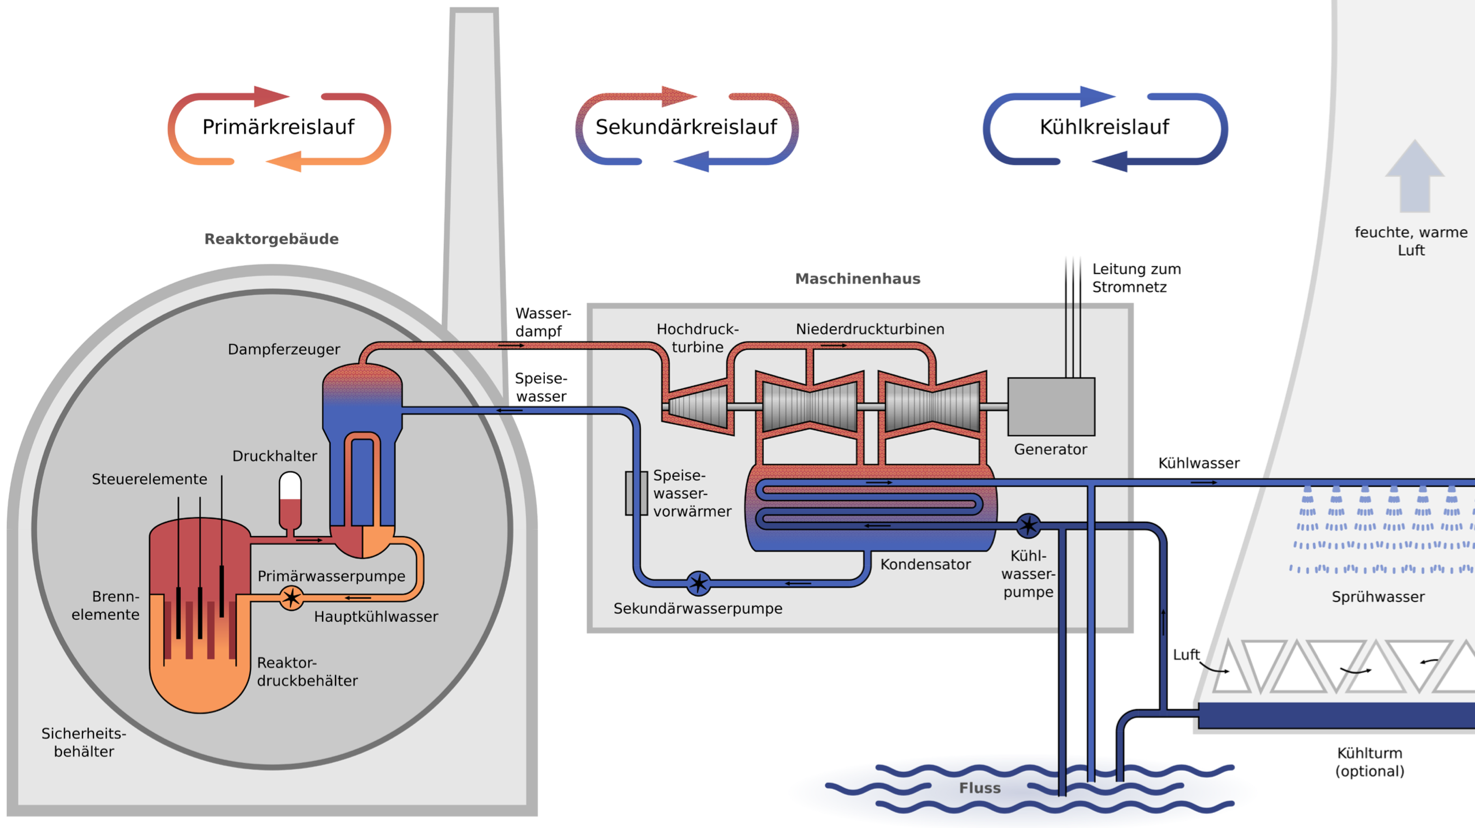 Primärkreislauf
Sekundärkreislauf
Kühlkreislauf
feuchte, warme
Luft
Reaktorgebäude
Maschinenhaus
Leitung zum
Stromnetz
Wasser-
dampf
Hochdruck-
turbine
Niederdruckturbinen
Dampferzeuger
Speise-
wasser
Generator
Druckhalter
Steuerelemente
Speise-
wasser-
vorwärmer
Kühlwasser
Kondensator
Kühl-
wasser-
pumpe
Primärwasserpumpe
Brenn-
elemente
Hauptkühlwasser
Sekundärwasserpumpe
Sprühwasser
Reaktor-
druckbehälter
Luft
Sicherheits-
behälter
Kühlturm
(optional)
Fluss